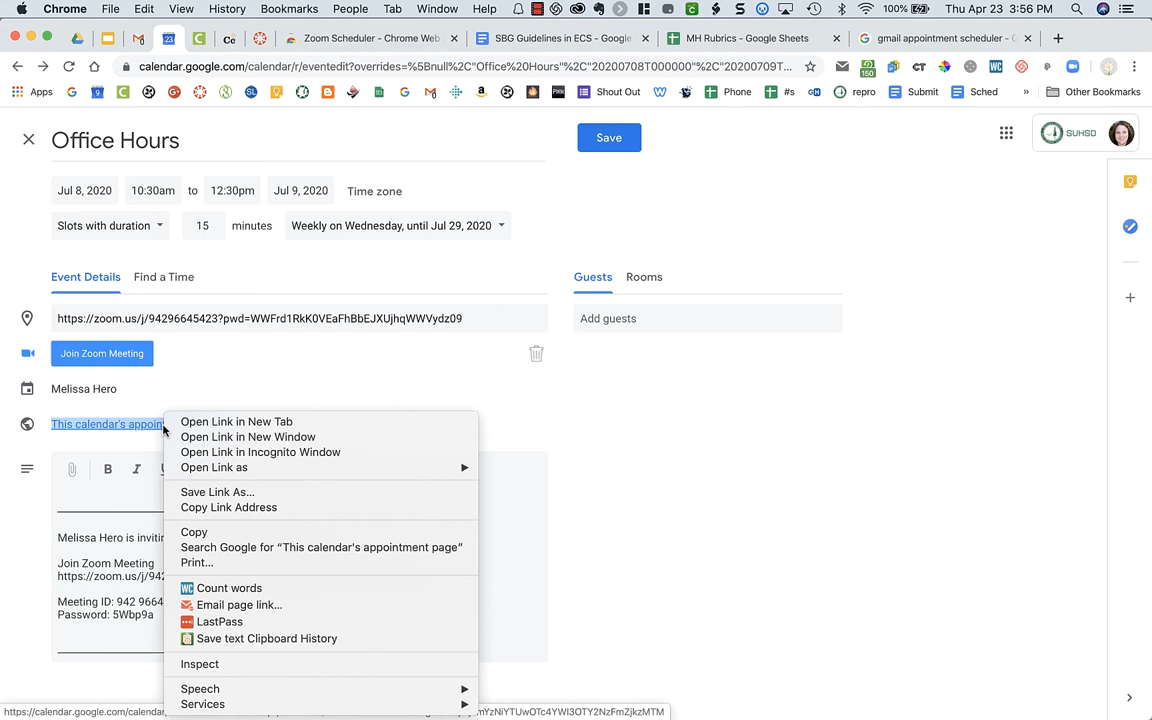 Chrome File Edit View History Bookmarks People Tab Window Help 100% Thu Apr 23 3:56 PM
23 Ce Zoom Scheduler - Chrome Web SBG Guidelines in ECS - Google MH Rubrics - Google Sheets gmail appointment scheduler - G
calendar.google.com/calendar/r/eventedit?overrides=%5Bnull%2C"Office%20Hours"%2C"20200708T000000"%2C"20200709T... 150 CT WC
Apps SL Shout Out Phone #s repro Submit Sched » Other Bookmarks
Office Hours
Save
SUHSD
Jul 8, 2020 10:30am to 12:30pm Jul 9, 2020 Time zone
Slots with duration 15 minutes Weekly on Wednesday, until Jul 29, 2020
Event Details Find a Time
Guests Rooms
https://zoom.us/j/94296645423?pwd=WWFrd1RkK0VEaFhBbEJXUjhqWWVydz09
Add guests
Join Zoom Meeting
Melissa Hero
This calendar's appoin
B I U
Melissa Hero is invitin
Join Zoom Meeting
https://zoom.us/j/942
Meeting ID: 942 9664
Password: 5Wbp9a
Open Link in New Tab
Open Link in New Window
Open Link in Incognito Window
Open Link as
Save Link As...
Copy Link Address
Copy
Search Google for "This calendar's appointment page"
Print...
WC Count words
Email page link...
LastPass
Save text Clipboard History
Inspect
Speech
Services
https://calendar.google.com/calendar